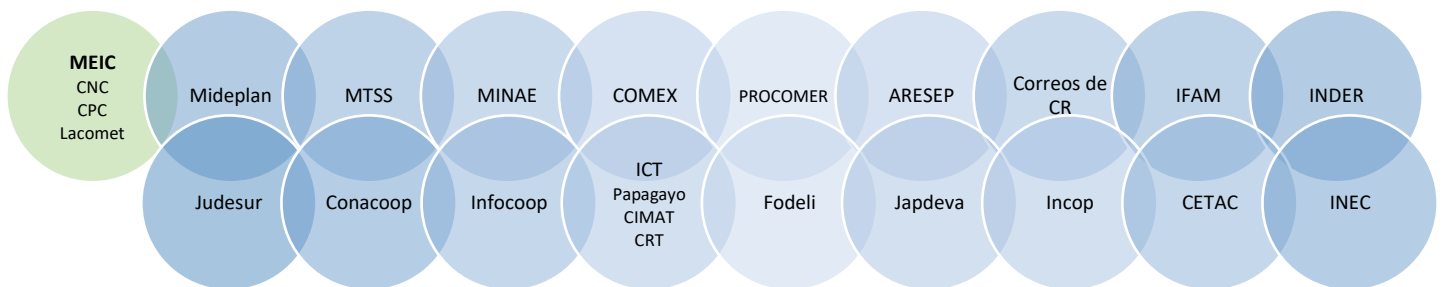 MEIC
CNC
CPC
Lacomet
Mideplan
MTSS
MINAE
COMEX
PROCOMER
ARESEP
Correos de
CR
IFAM
INDER
Judesur
Conacoop
Infocoop
ICT
Papagayo
CIMAT
CRT
Fodeli
Japdeva
Incop
CETAC
INEC